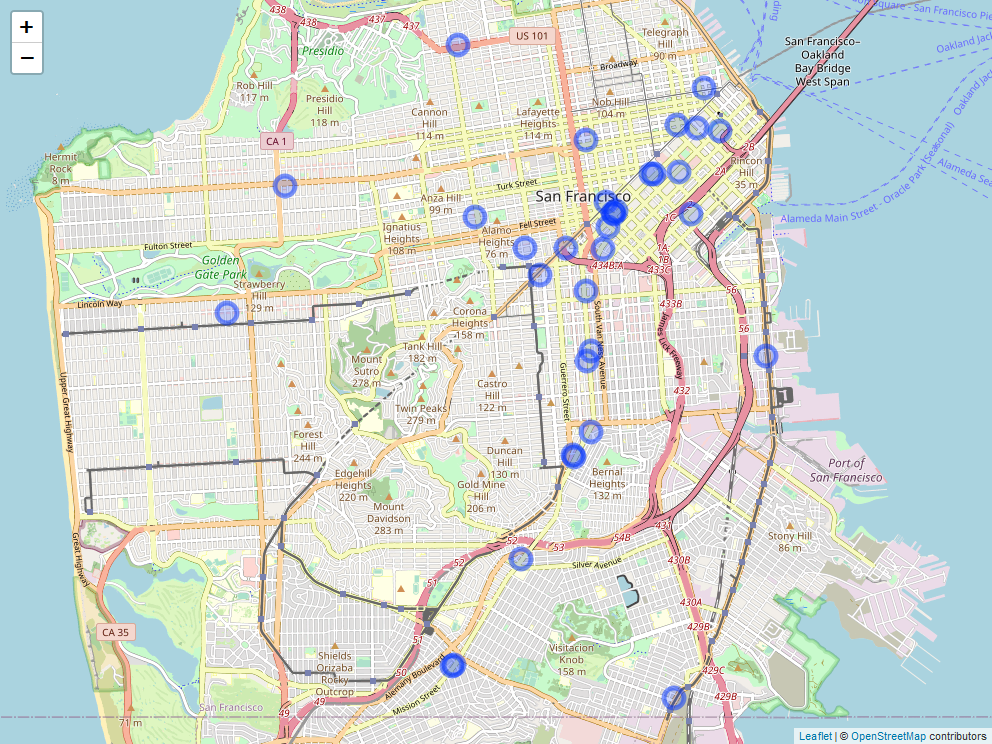 +
−
438
438
437
437
US 101
Presidio
Telegraph
Hill
90 m
San Francisco–
Oakland
Bay Bridge
West Span
Broadway
Rob Hill
117 m
Presidio
Hill
118 m
Cannon
Hill
114 m
Lafayette
Heights
114 m
Nob Hill
104 m
CA 1
2B
Hermit
Rock
8 m
Rincon
Hill
35 m
2A
Turk Street
Anza Hill
99 m
San Francisco
Alameda Main Street - Oracle Park (Seasonal)
1C
2
Fell Street
Ignatius
Heights
108 m
Alamo
Heights
76 m
Fulton Street
1A
1B
434B-A
433C
Golden
Gate Park
Strawberry
Hill
129 m
Lincoln Way
56
433B
56
Corona
Heights
158 m
South Van Ness Avenue
James Lick Freeway
Tank Hill
182 m
Mount
Sutro
278 m
Guerrero Street
Upper Great Highway
Castro
Hill
122 m
432
Twin Peaks
279 m
Forest
Hill
244 m
Duncan
Hill
130 m
Port of
San Francisco
Edgehill
Heights
220 m
Bernal
Heights
132 m
Gold Mine
Hill
206 m
Mount
Davidson
283 m
431
Stony Hill
86 m
Great Highway
52
53
54B
52
430B
Silver Avenue
51
430A
CA 35
51
429B
Visitacion
Knob
158 m
Shields
Orizaba
Rocky
Outcrop
50
Alemany Boulevard
429C
Mission Street
429B
49
49
San Francisco
71 m
Leaflet | © OpenStreetMap contributors